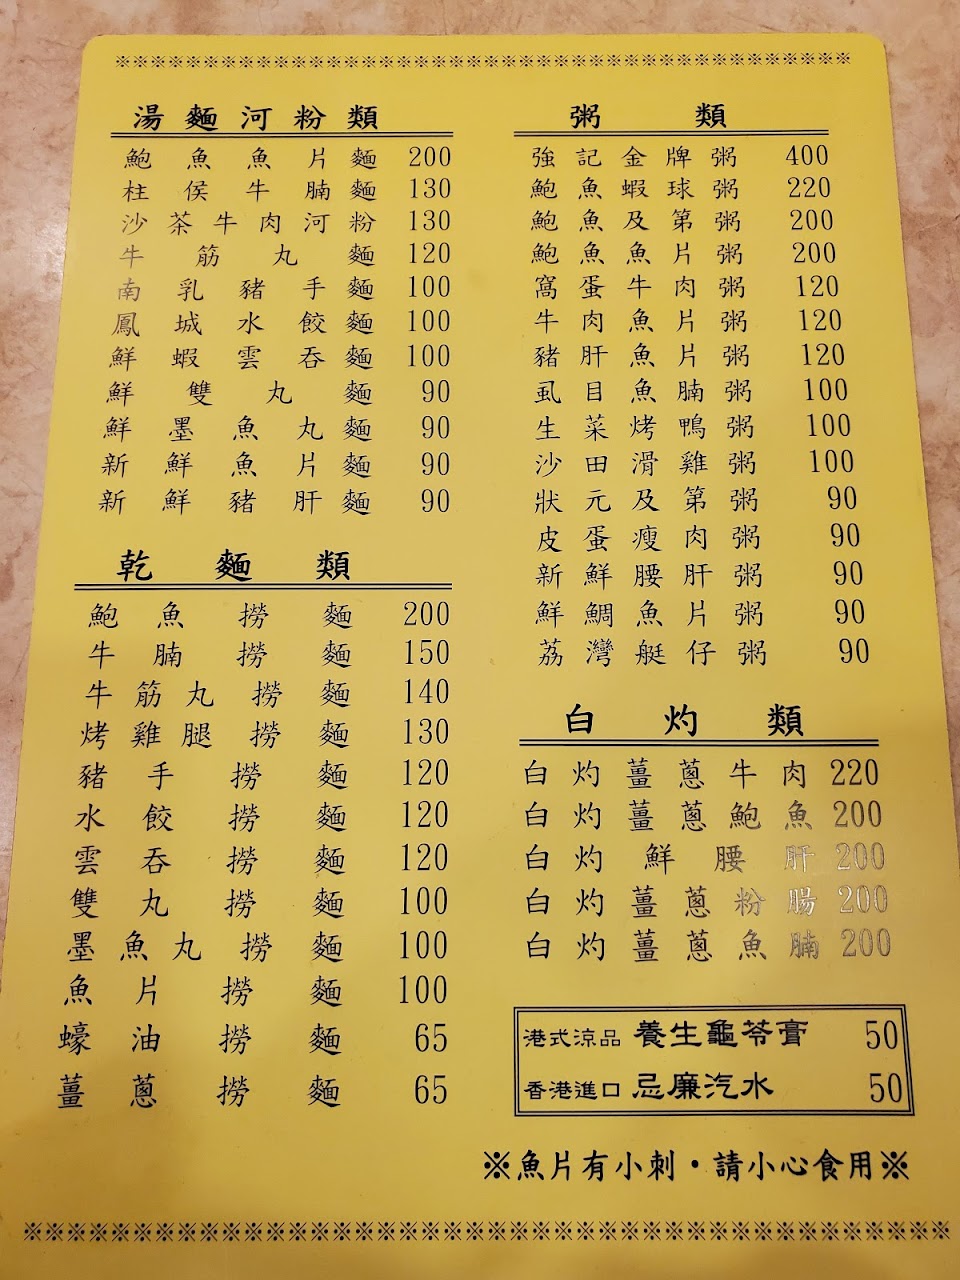 ※※※※※※※※※※※※※※※※※※※※※※※※※※※※※※※※※※※※※※※※※※※※※※※※※※
湯麵河粉類
鮑魚魚片麵 200
柱侯牛腩麵 130
沙茶牛肉河粉 130
牛筋丸麵 120
南乳豬手麵 100
鳳城水餃麵 100
鮮蝦雲吞麵 100
鮮雙丸麵 90
鮮墨魚丸麵 90
新鮮魚片麵 90
新鮮豬肝麵 90
乾麵類
鮑魚撈麵 200
牛腩撈麵 150
牛筋丸撈麵 140
烤雞腿撈麵 130
豬手撈麵 120
水餃撈麵 120
雲吞撈麵 120
雙丸撈麵 100
墨魚丸撈麵 100
魚片撈麵 100
蠔油撈麵 65
薑蔥撈麵 65
粥類
強記金牌粥 400
鮑魚蝦球粥 220
鮑魚及第粥 200
鮑魚魚片粥 200
窩蛋牛肉粥 120
牛肉魚片粥 120
豬肝魚片粥 120
虱目魚腩粥 100
生菜烤鴨粥 100
沙田滑雞粥 100
狀元及第粥 90
皮蛋瘦肉粥 90
新鮮腰肝粥 90
鮮鯛魚片粥 90
荔灣艇仔粥 90
白灼類
白灼薑蔥牛肉 220
白灼薑蔥鮑魚 200
白灼鮮腰肝 200
白灼薑蔥粉腸 200
白灼薑蔥魚腩 200
港式涼品 養生龜苓膏 50
香港進口 忌廉汽水 50
※魚片有小刺·請小心食用※
※※※※※※※※※※※※※※※※※※※※※※※※※※※※※※※※※※※※※※※※※※※※※※※※※※